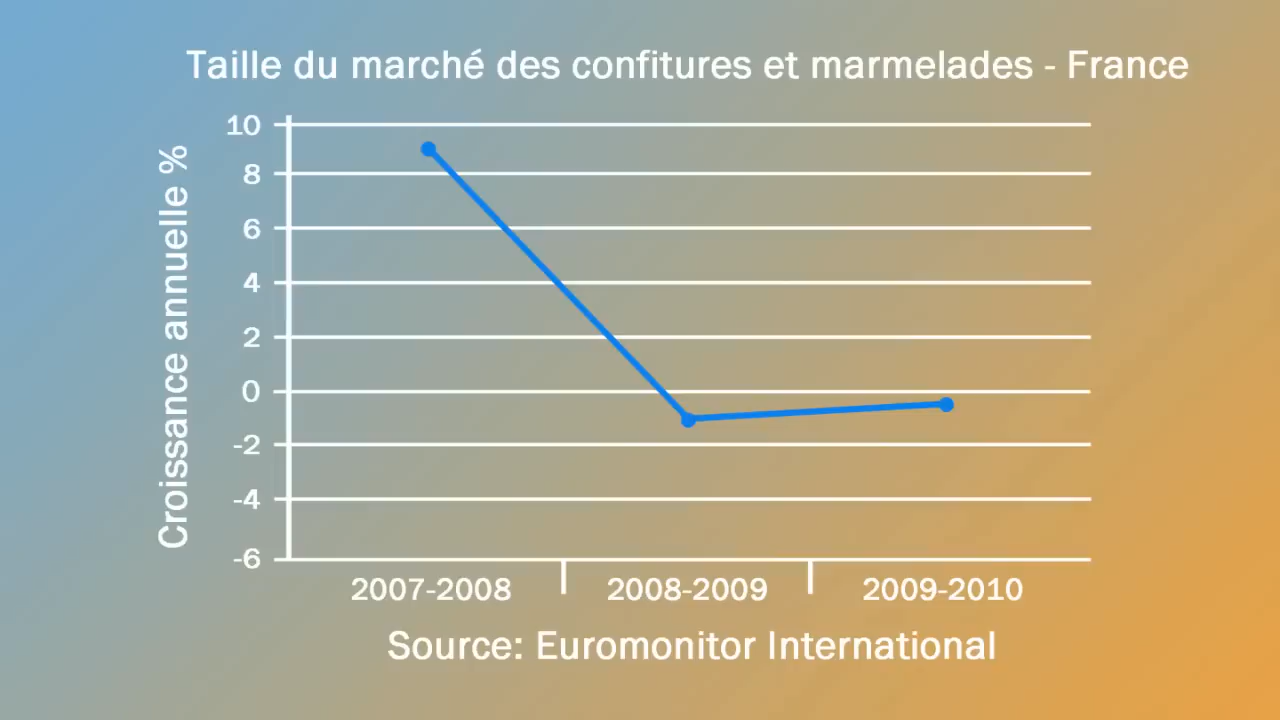 Taille du marché des confitures et marmelades - France
Croissance annuelle %
10
8
6
4
2
0
-2
-4
-6
2007-2008 2008-2009 2009-2010
Source: Euromonitor International